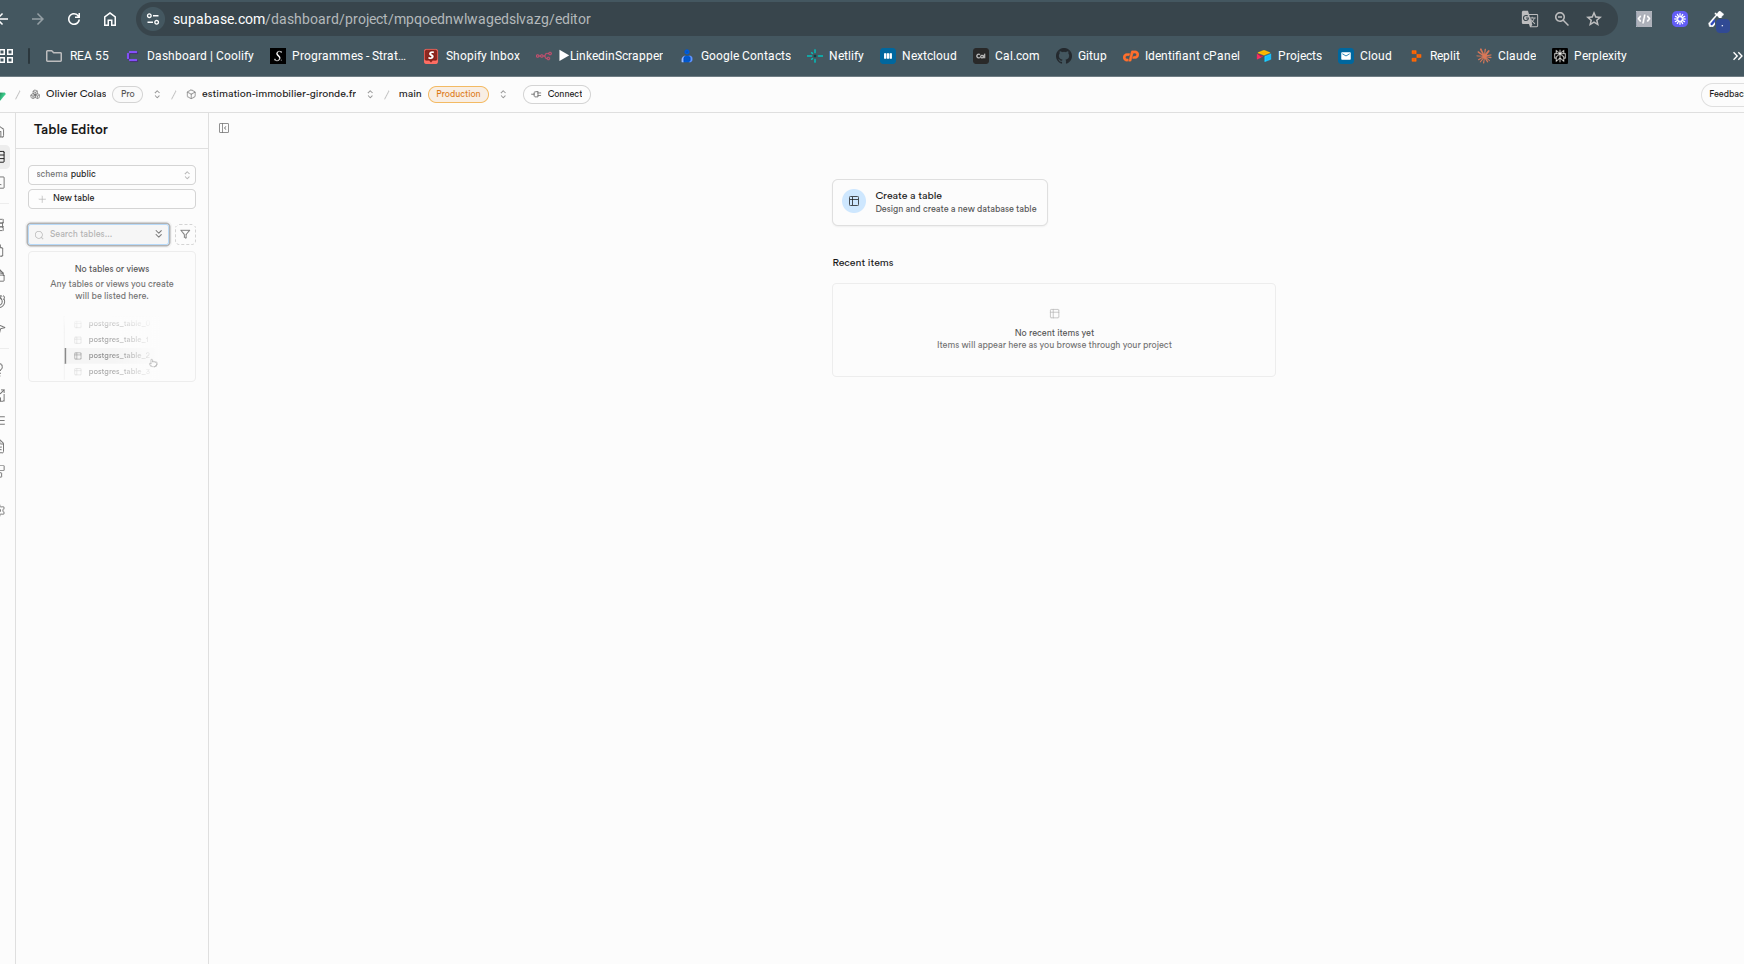 supabase.com/dashboard/project/mpqoednwlwagedslvazg/editor
REA 55 Dashboard | Coolify Programmes - Strat... Shopify Inbox ▶LinkedinScrapper Google Contacts Netlify Nextcloud Cal.com Gitup Identifiant cPanel Projects Cloud Replit Claude Perplexity
/ Olivier Colas Pro / estimation-immobilier-gironde.fr / main Production Connect
Feedbac
Table Editor
schema public
New table
Search tables...
No tables or views
Any tables or views you create
will be listed here.
postgres_table_
postgres_table_
postgres_table_
postgres_table_
Create a table
Design and create a new database table
Recent items
No recent items yet
Items will appear here as you browse through your project